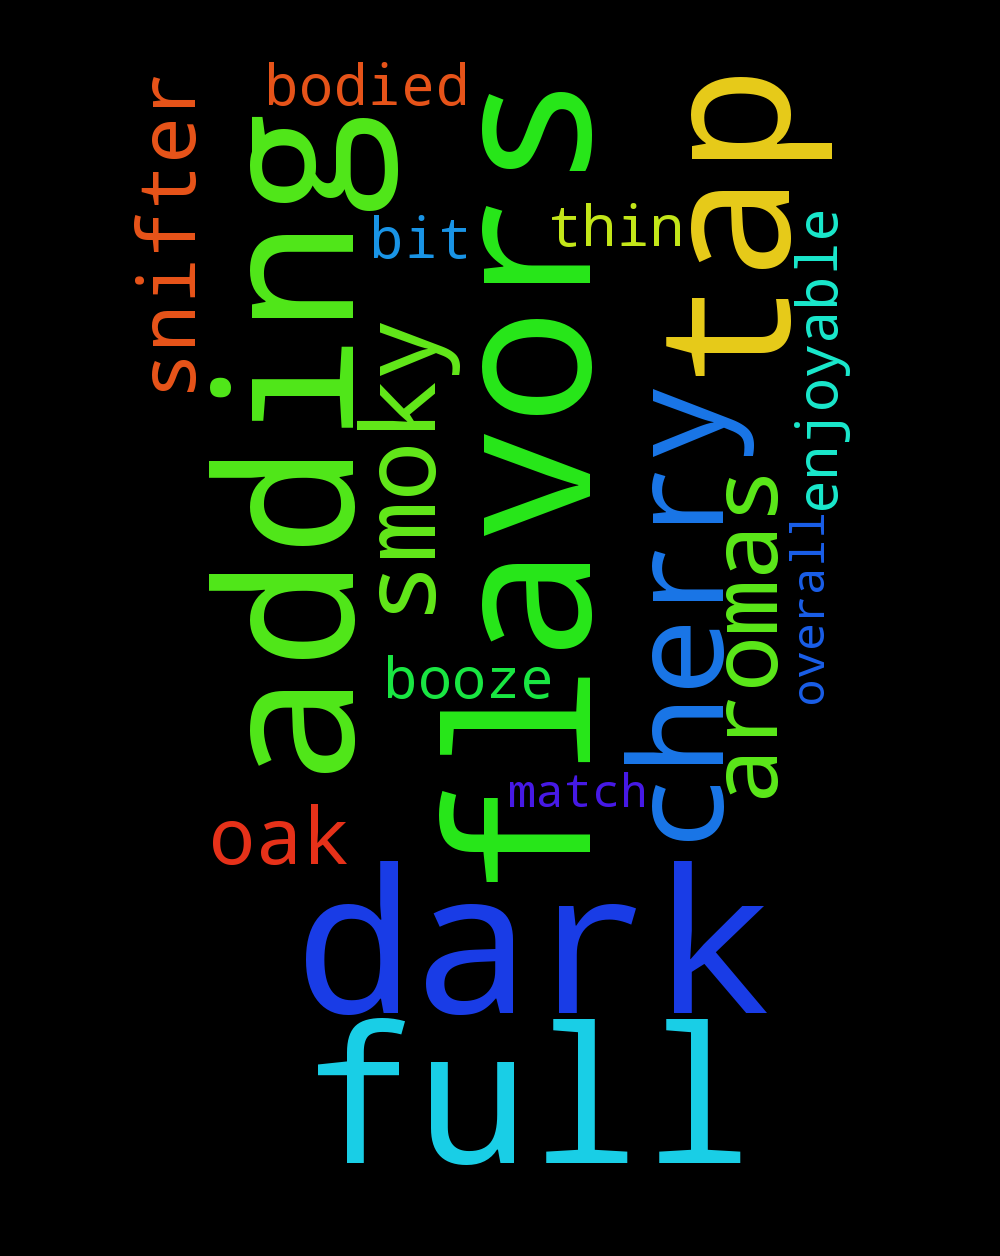 snifter
bodied
adding
bit
smoky
flavors
thin
tap
enjoyable
cherry
aromas
overall
booze
match
oak
dark
full